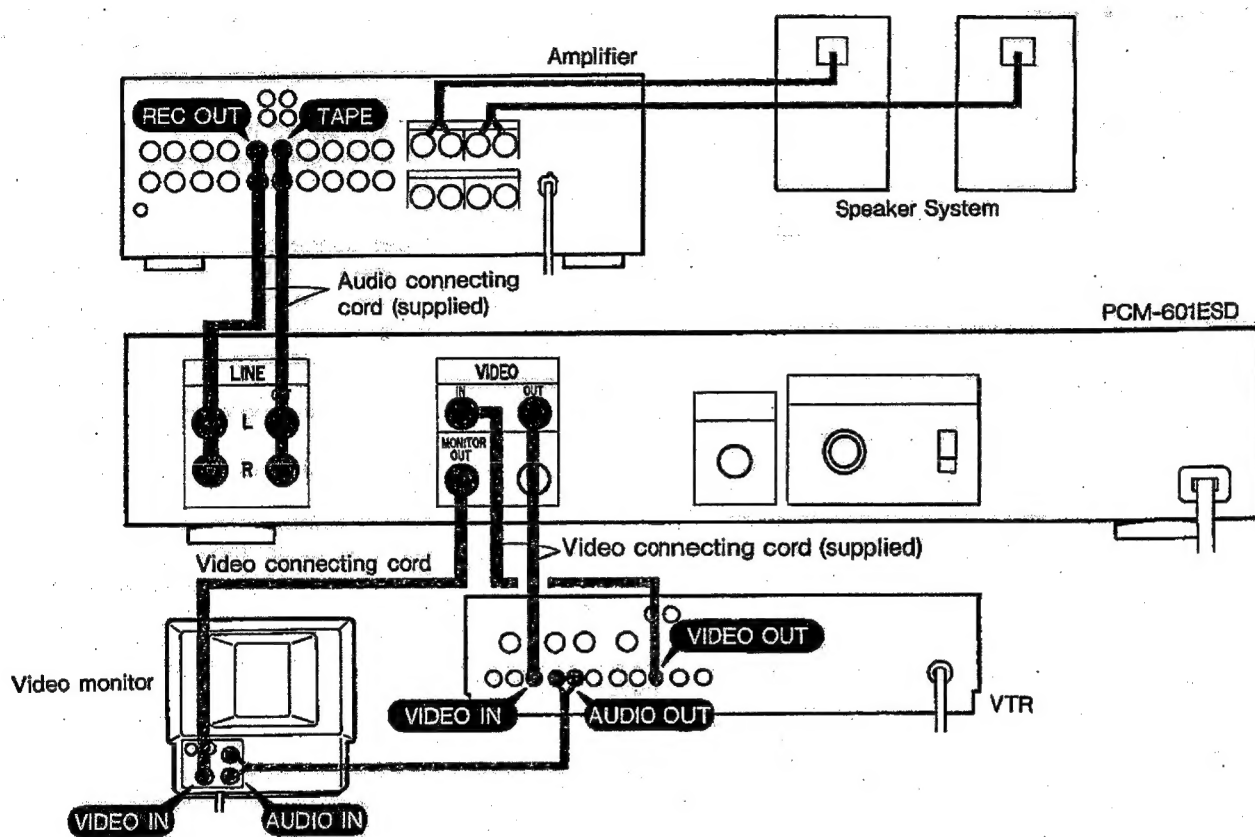 Amplifier
REC OUT
TAPE
Speaker System
Audio connecting
cord (supplied)
PCM-601ESD
LINE
VIDEO
IN
OUT
L
MONITOR
OUT
R
Video connecting cord (supplied)
Video connecting cord
VIDEO OUT
Video monitor
VIDEO IN
AUDIO OUT
VTR
VIDEO IN
AUDIO IN